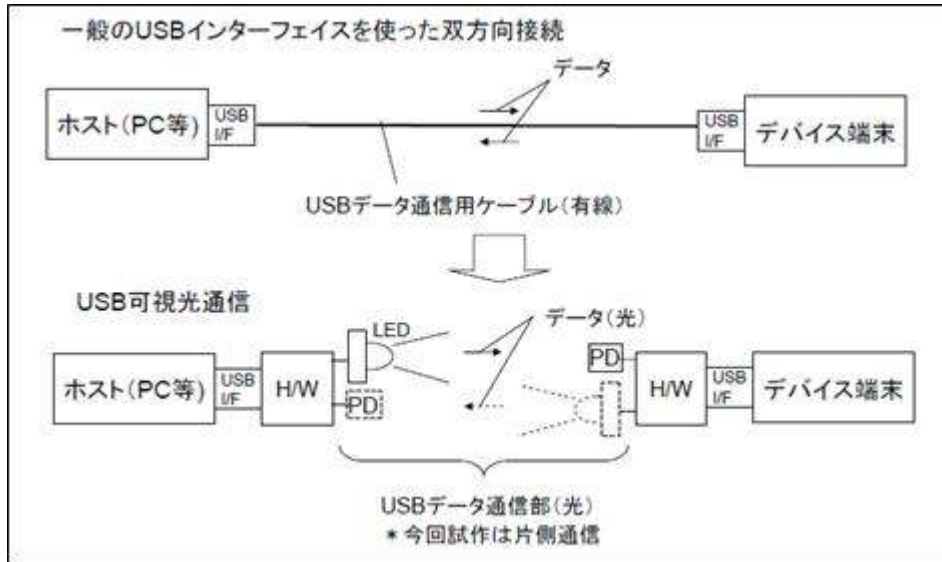 一般のUSBインターフェイスを使った双方向接続
データ
ホスト(PC等)
USB
I/F
USB
I/F
デバイス端末
USBデータ通信用ケーブル(有線)
USB可視光通信
LED
データ(光)
ホスト(PC等)
USB
I/F
H/W
PD
PD
H/W
USB
I/F
デバイス端末
USBデータ通信部(光)
*今回試作は片側通信